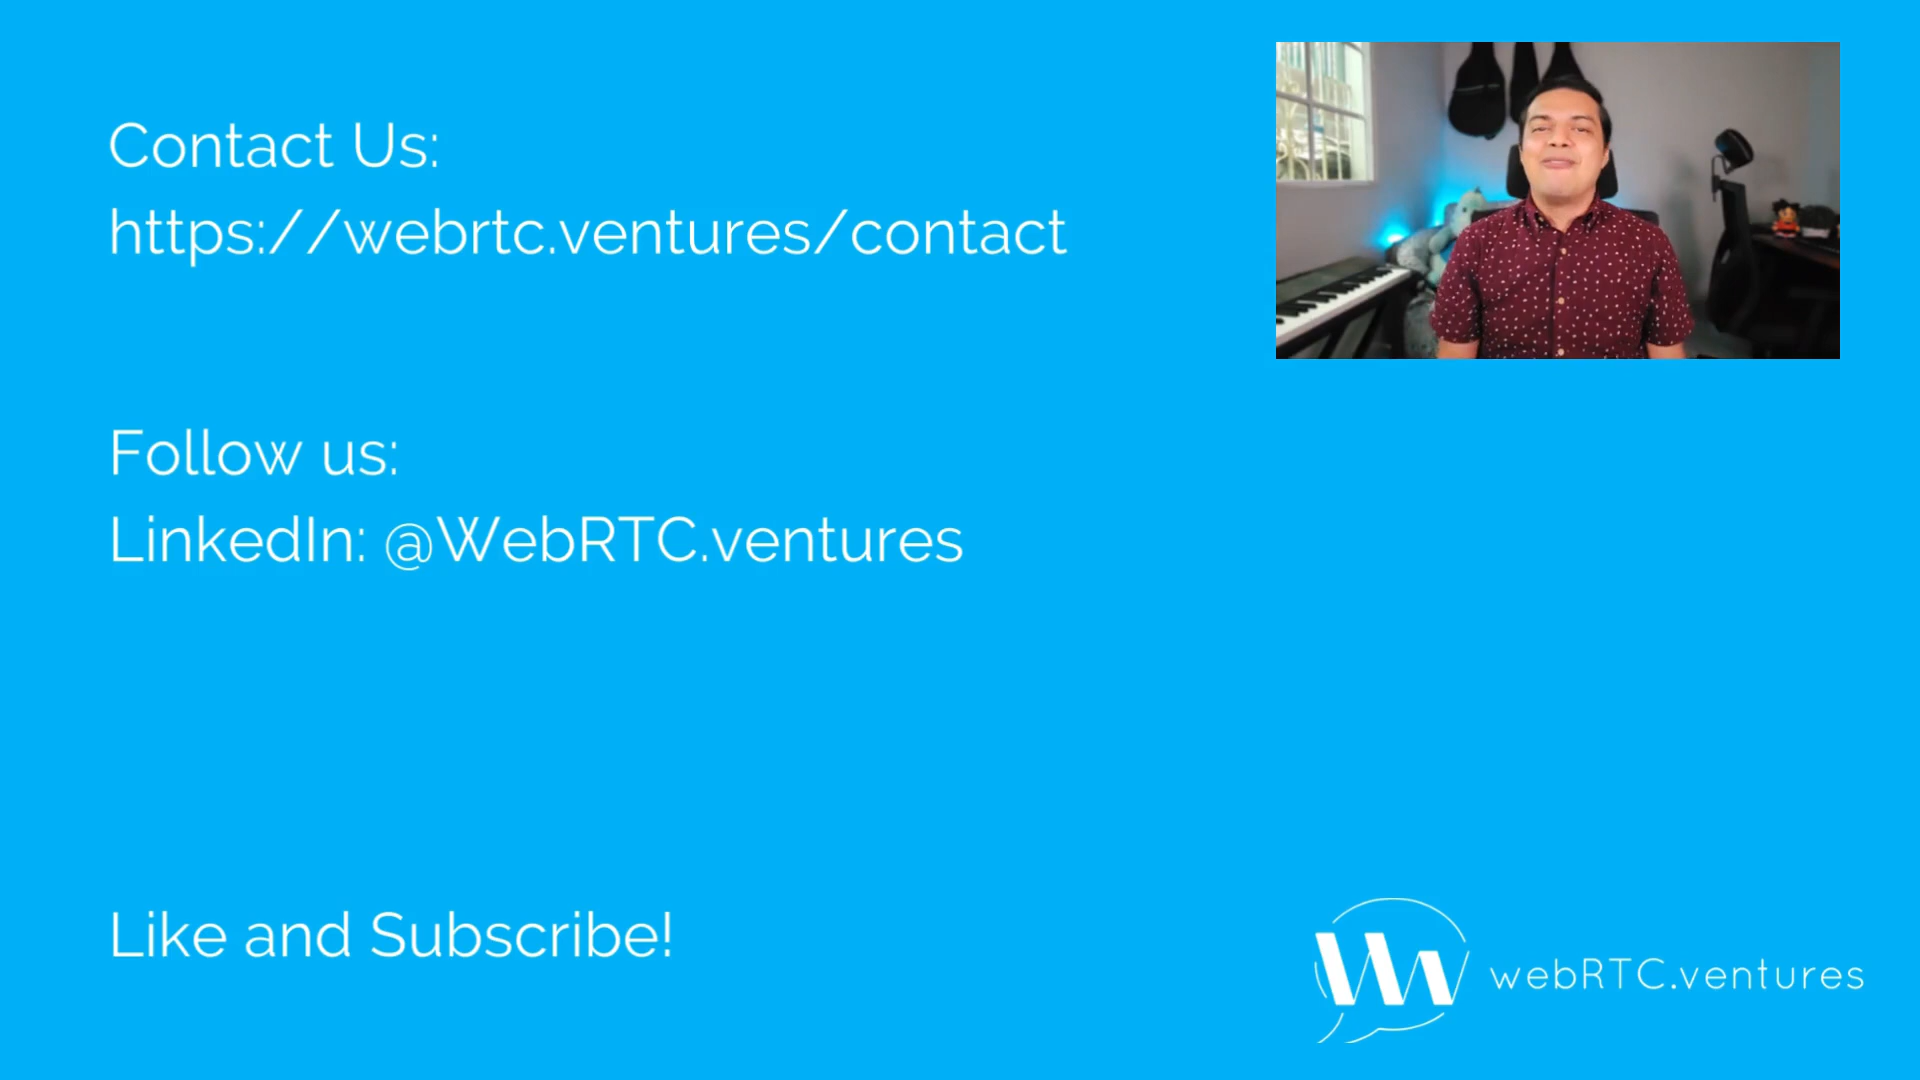 Contact Us:
https://webrtc.ventures/contact
Follow us:
LinkedIn: @WebRTC.ventures
Like and Subscribe!
webRTC.ventures